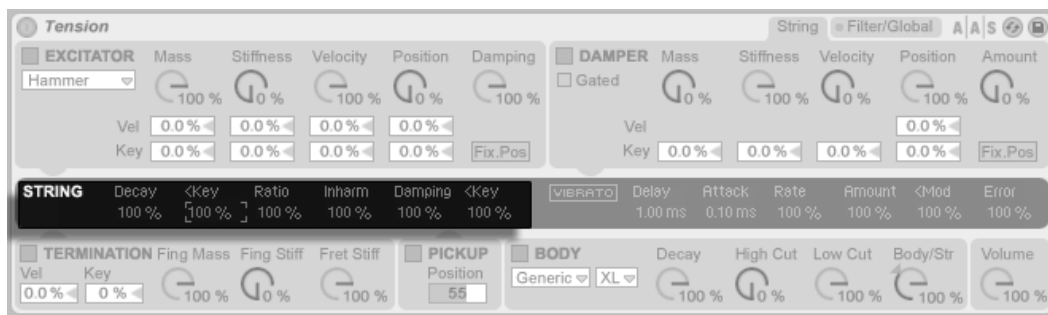 Tension String Filter/Global A A S
EXCITATOR Mass Stiffness Velocity Position Damping DAMPER Mass Stiffness Velocity Position Amount
Hammer 100 % 0 % 100 % 0 % 100 % Gated 0 % 100 % 0 % 100 % 0 %
Vel 0.0 % 0.0 % 0.0 % 0.0 % Vel 0.0 %
Key 0.0 % 0.0 % 0.0 % 0.0 % Fix.Pos Key 0.0 % 0.0 % 0.0 % 0.0 % Fix.Pos
STRING Decay <Key Ratio Inharm Damping <Key VIBRATO Delay Attack Rate Amount <Mod Error
100 % 100 % 100 % 100 % 100 % 100 % 1.00 ms 0.10 ms 100 % 100 % 100 % 100 %
TERMINATION Fing Mass Fing Stiff Fret Stiff PICKUP BODY Decay High Cut Low Cut Body/Str Volume
Vel Key Position Generic XL
0.0 % 0 % 100 % 0 % 100 % 55 100 % 0 % 100 % 100 % 100 %